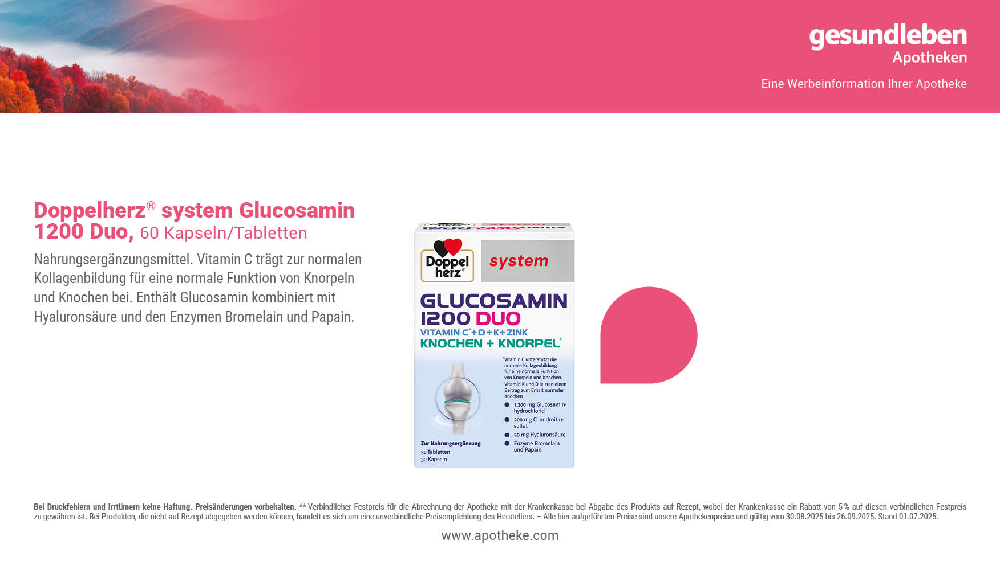 gesundleben
Apotheken
Eine Werbeinformation Ihrer Apotheke
Doppelherz® system Glucosamin
1200 Duo, 60 Kapseln/Tabletten
Nahrungsergänzungsmittel. Vitamin C trägt zur normalen
Kollagenbildung für eine normale Funktion von Knorpeln
und Knochen bei. Enthält Glucosamin kombiniert mit
Hyaluronsäure und den Enzymen Bromelain und Papain.
Doppel
herz®
system
GLUCOSAMIN
1200 DUO
VITAMIN C*+D+K+ZINK
KNOCHEN + KNORPEL*
*Vitamin C unterstützt die
normale Kollagenbildung
für eine normale Funktion
von Knorpeln und Knochen.
Vitamin K und D leisten einen
Beitrag zum Erhalt normaler
Knochen
● 1.200 mg Glucosamin-
hydrochlorid
● 200 mg Chondroitin-
sulfat
● 50 mg Hyaluronsäure
● Enzyme Bromelain
und Papain
Zur Nahrungsergänzung
30 Tabletten
30 Kapseln
Bei Druckfehlern und Irrtümern keine Haftung. Preisänderungen vorbehalten. ** Verbindlicher Festpreis für die Abrechnung der Apotheke mit der Krankenkasse bei Abgabe des Produkts auf Rezept, wobei der Krankenkasse ein Rabatt von 5 % auf diesen verbindlichen Festpreis
zu gewähren ist. Bei Produkten, die nicht auf Rezept abgegeben werden können, handelt es sich um eine unverbindliche Preisempfehlung des Herstellers. – Alle hier aufgeführten Preise sind unsere Apothekenpreise und gültig vom 30.08.2025 bis 26.09.2025. Stand 01.07.2025.
www.apotheke.com